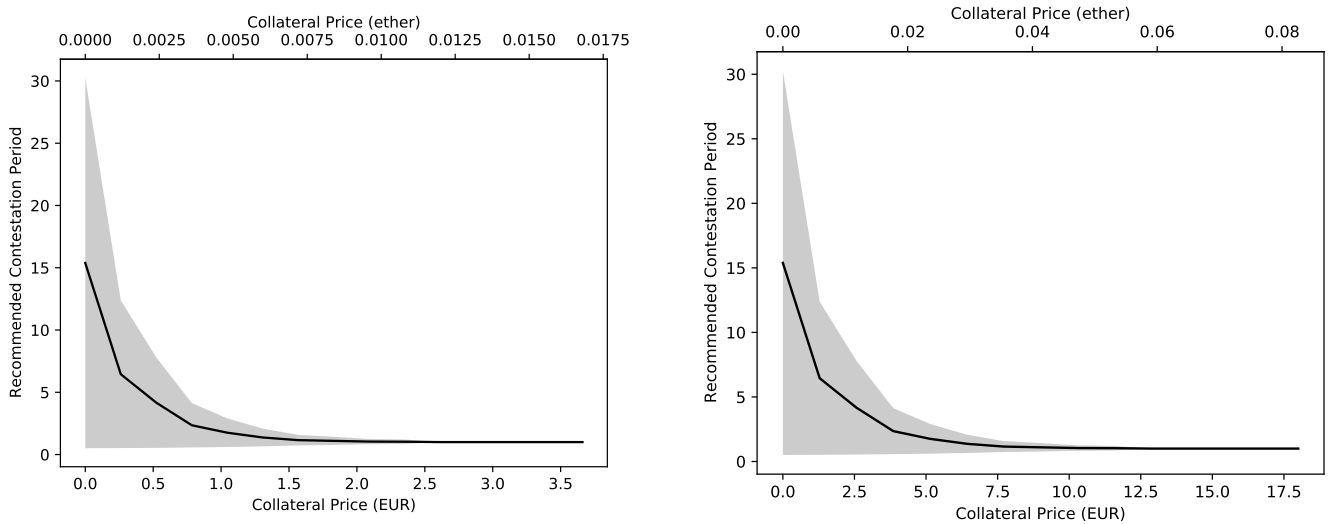 Collateral Price (ether)
0.0000 0.0025 0.0050 0.0075 0.0100 0.0125 0.0150 0.0175
30
25
20
15
10
5
0
Recommended Contestation Period
0.0 0.5 1.0 1.5 2.0 2.5 3.0 3.5
Collateral Price (EUR)
Collateral Price (ether)
0.00 0.02 0.04 0.06 0.08
30
25
20
15
10
5
0
Recommended Contestation Period
0.0 2.5 5.0 7.5 10.0 12.5 15.0 17.5
Collateral Price (EUR)